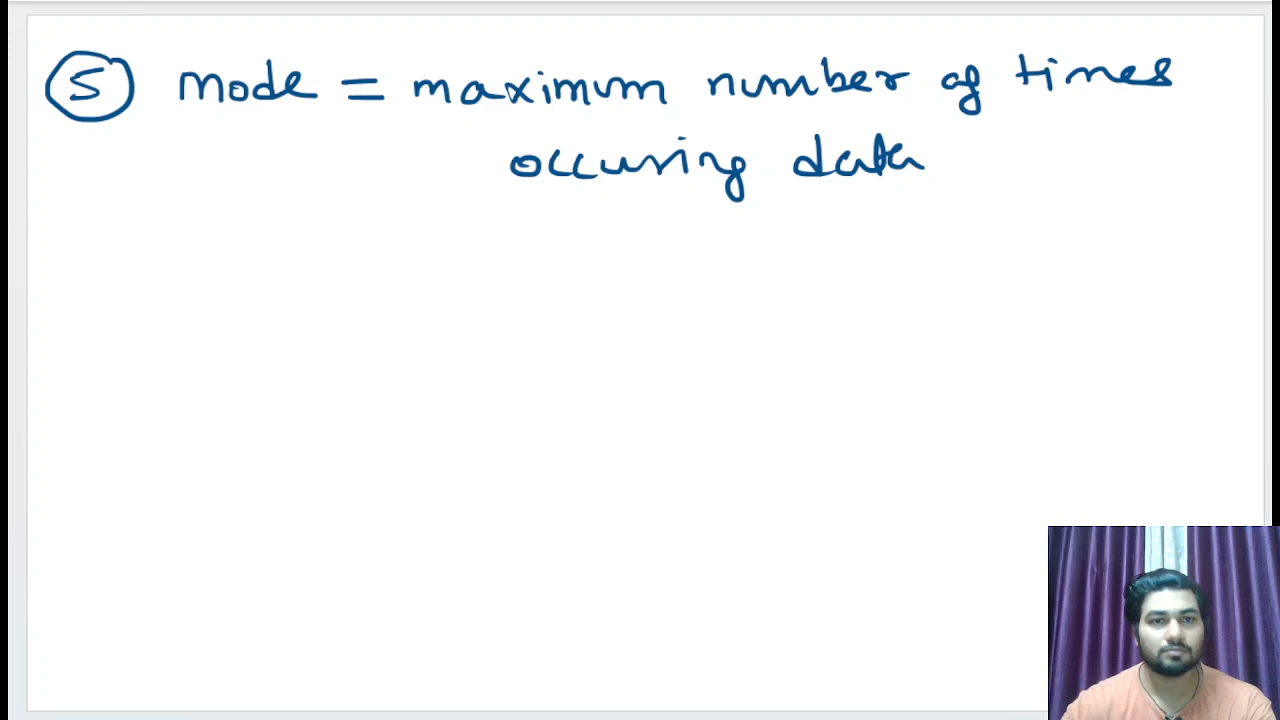 5 mode = maximum number of times
occuring data